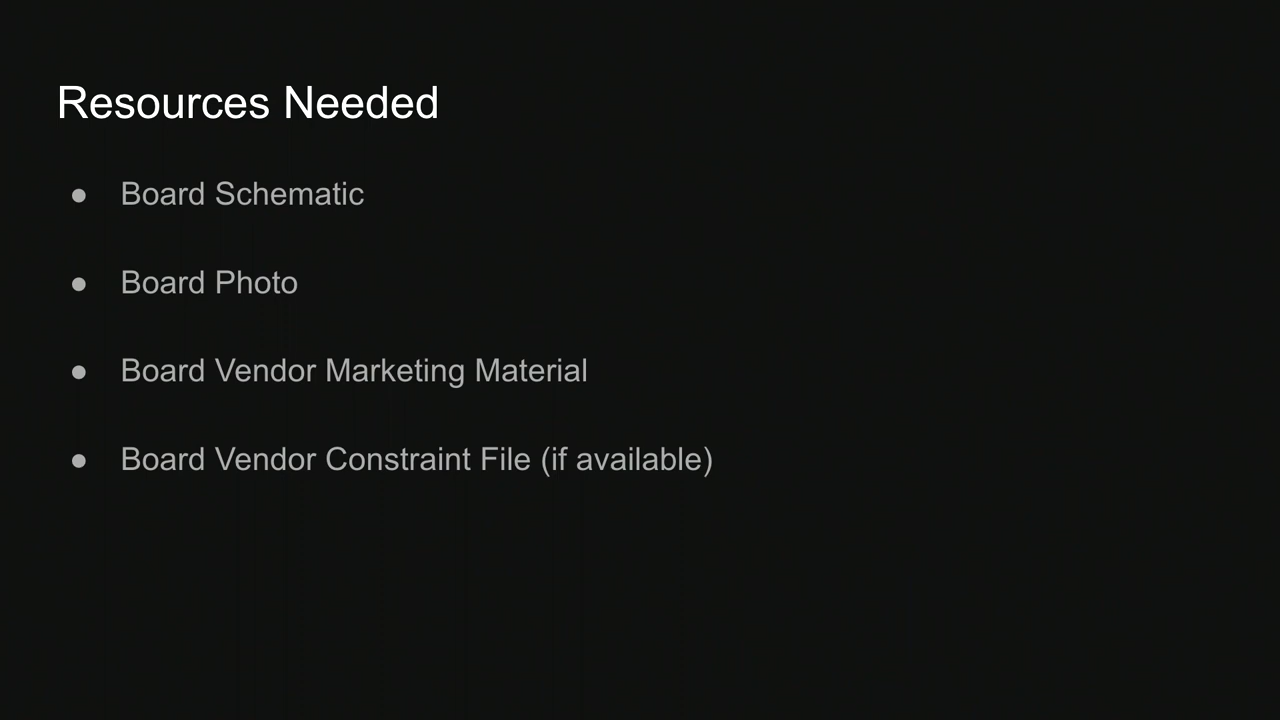 Resources Needed
● Board Schematic
● Board Photo
● Board Vendor Marketing Material
● Board Vendor Constraint File (if available)